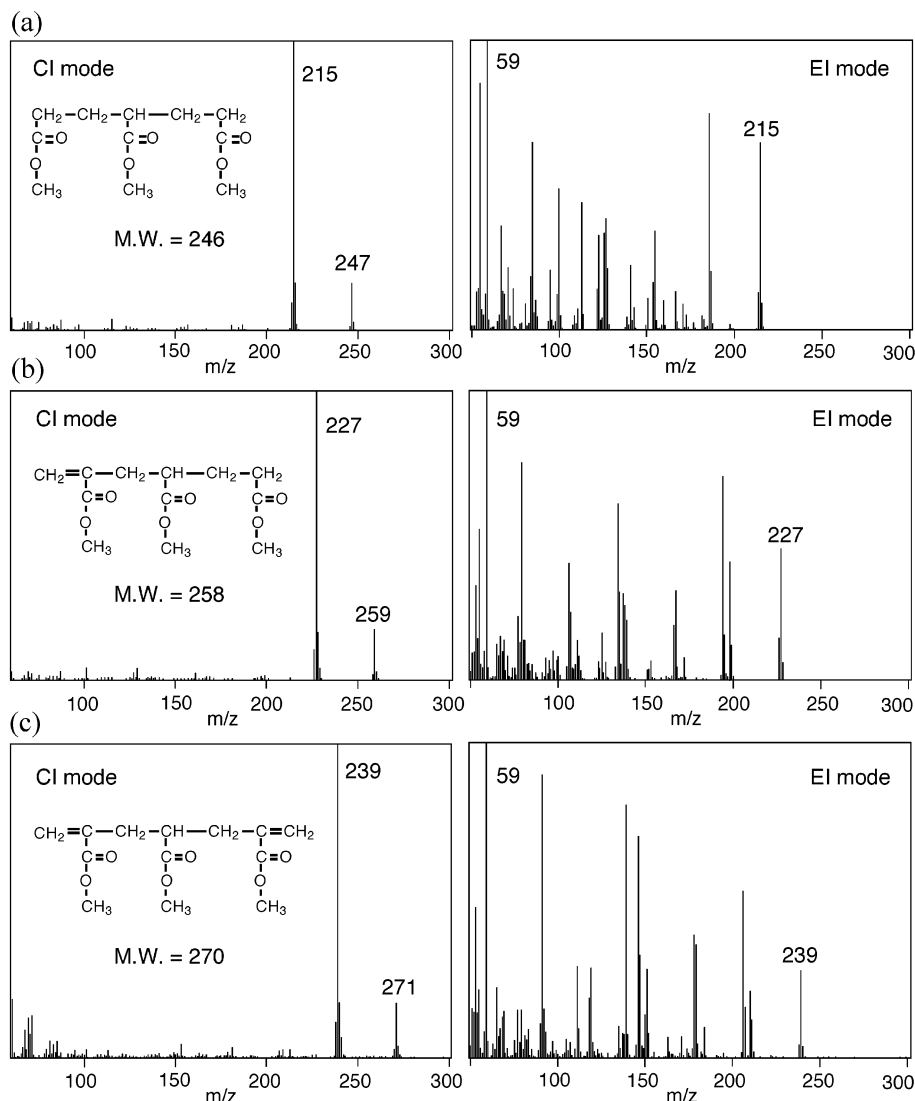 (a)
CI mode
215
CH2-CH2-CH-CH2-CH2
C=O C=O C=O
O O O
CH3 CH3 CH3
M.W. = 246
247
100 150 200 250 300
m/z
59
EI mode
215
100 150 200 250 300
m/z
(b)
CI mode
227
CH2=C-CH2-CH-CH2-CH2
C=O C=O C=O
O O O
CH3 CH3 CH3
M.W. = 258
259
100 150 200 250 300
m/z
59
EI mode
227
100 150 200 250 300
m/z
(c)
CI mode
239
CH2=C-CH2-CH-CH2-C=CH2
C=O C=O C=O
O O O
CH3 CH3 CH3
M.W. = 270
271
100 150 200 250 300
m/z
59
EI mode
239
100 150 200 250 300
m/z